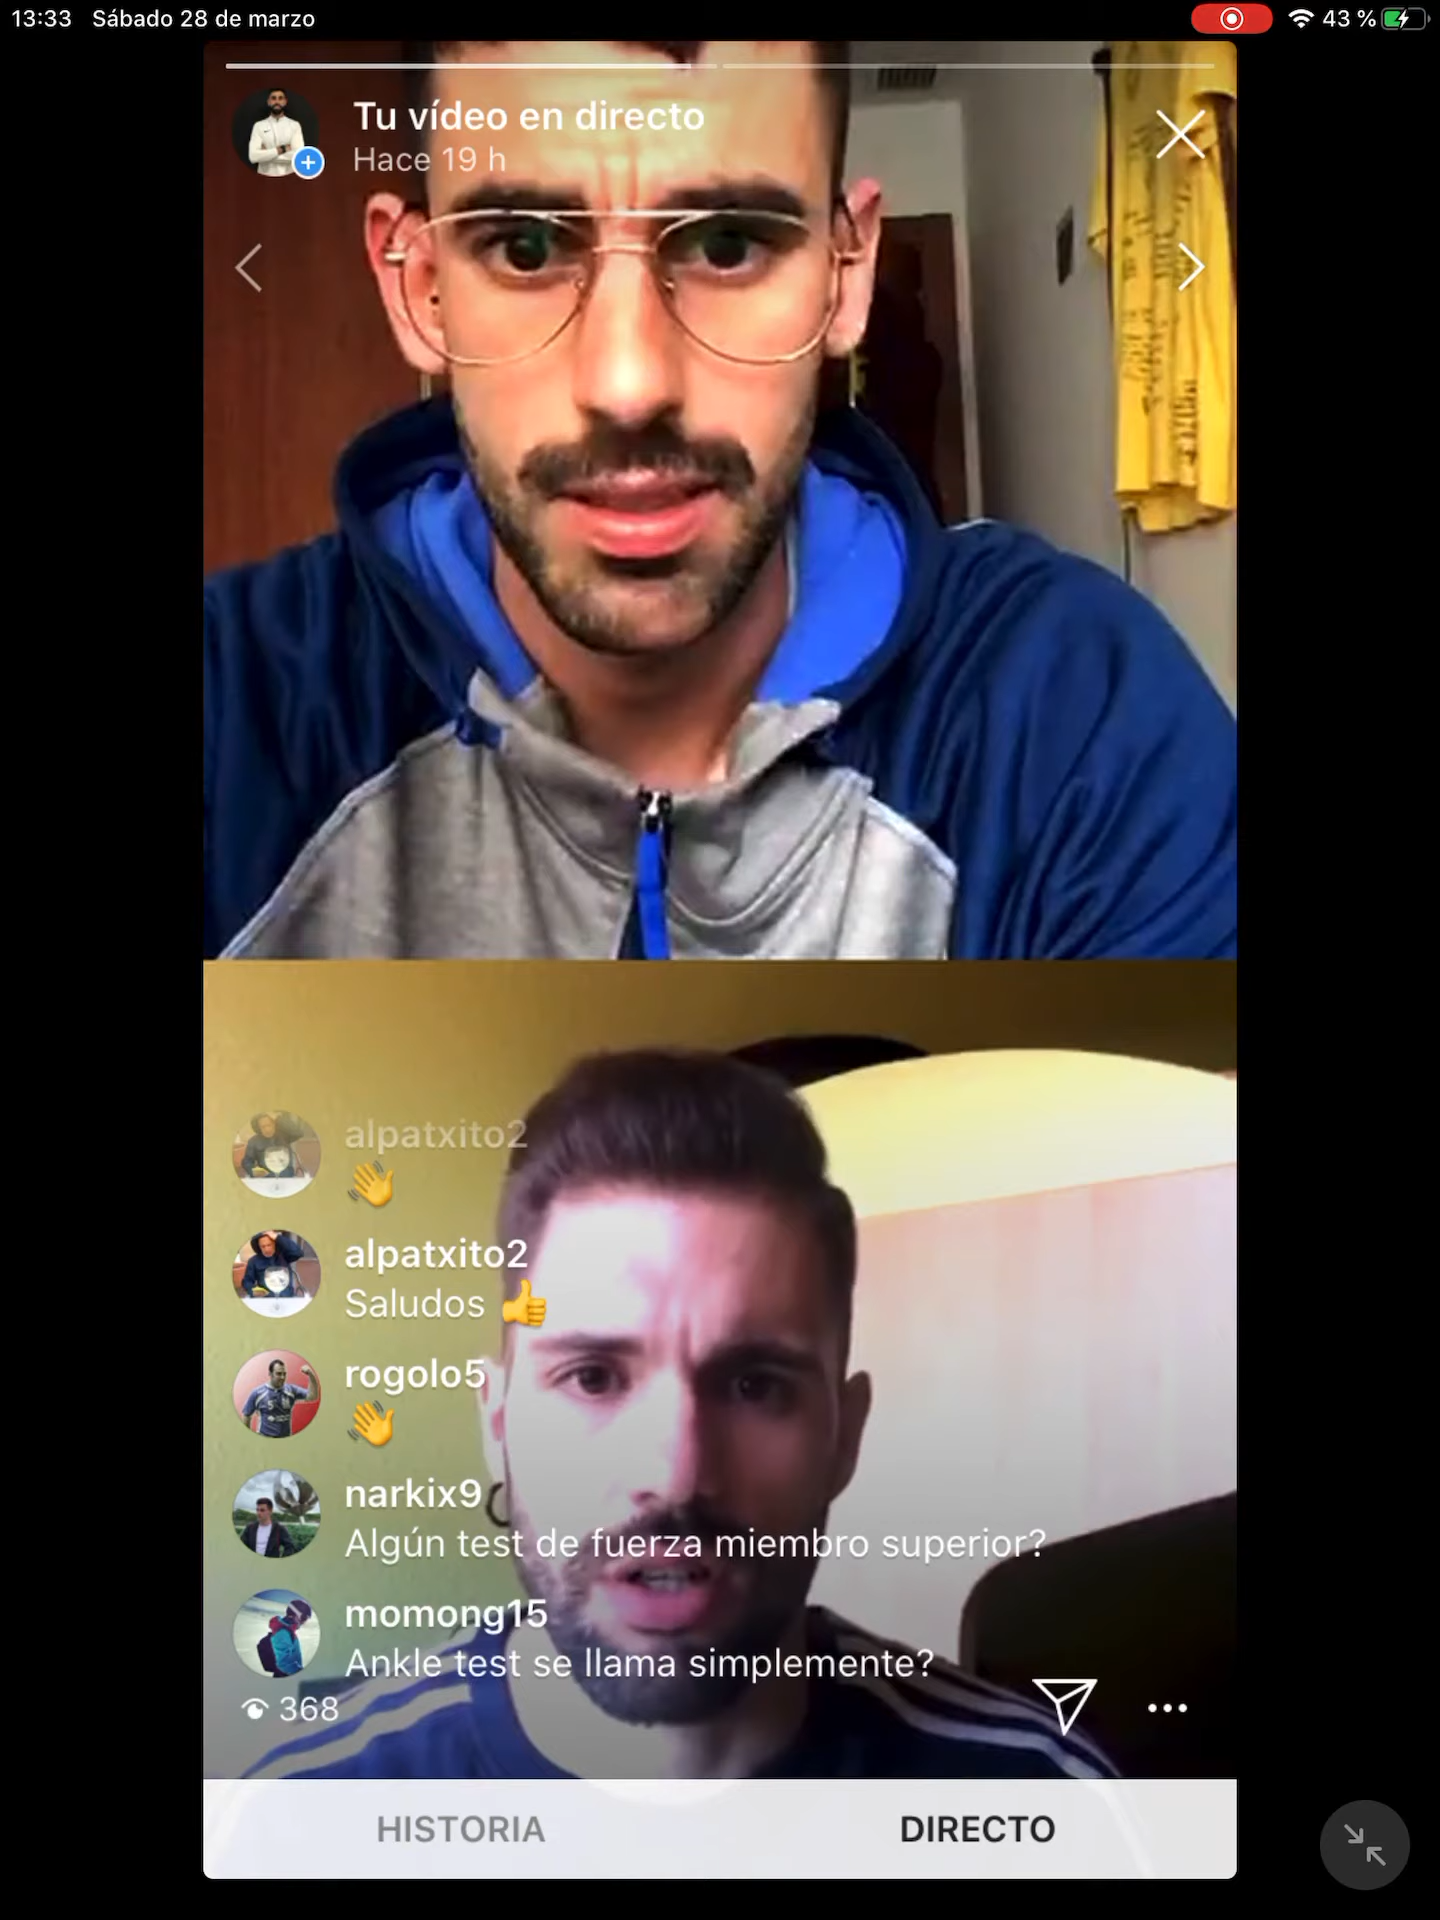 13:33 Sábado 28 de marzo
43 %
Tu vídeo en directo
Hace 19 h
alpatxito2
👋
alpatxito2
Saludos 👍
rogolo5
👋
narkix9
Algún test de fuerza miembro superior?
momong15
Ankle test se llama simplemente?
368
HISTORIA
DIRECTO